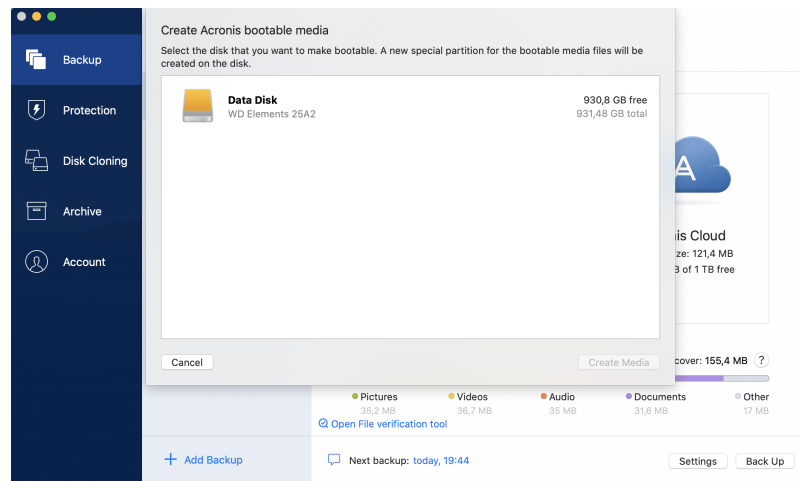 Create Acronis bootable media
Select the disk that you want to make bootable. A new special partition for the bootable media files will be
created on the disk.
Backup
Protection
Disk Cloning
Archive
Account
Data Disk
WD Elements 25A2
930,8 GB free
931,48 GB total
A
is Cloud
ze: 121,4 MB
B of 1 TB free
Cancel
Create Media
cover: 155,4 MB ?
Pictures
35,2 MB
Videos
36,7 MB
Audio
35 MB
Documents
31,6 MB
Other
17 MB
Open File verification tool
Add Backup
Next backup: today, 19:44
Settings
Back Up